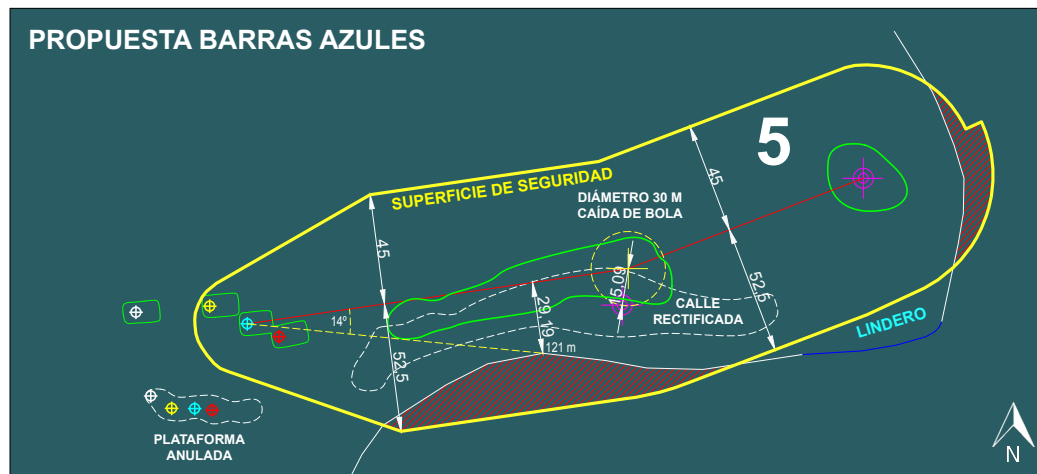 PROPUESTA BARRAS AZULES
5
SUPERFICIE DE SEGURIDAD
DIÁMETRO 30 M
CAÍDA DE BOLA
45
45
15,09
52,5
29,19
CALLE
RECTIFICADA
LINDERO
14º
121 m
52,5
PLATAFORMA
ANULADA
N